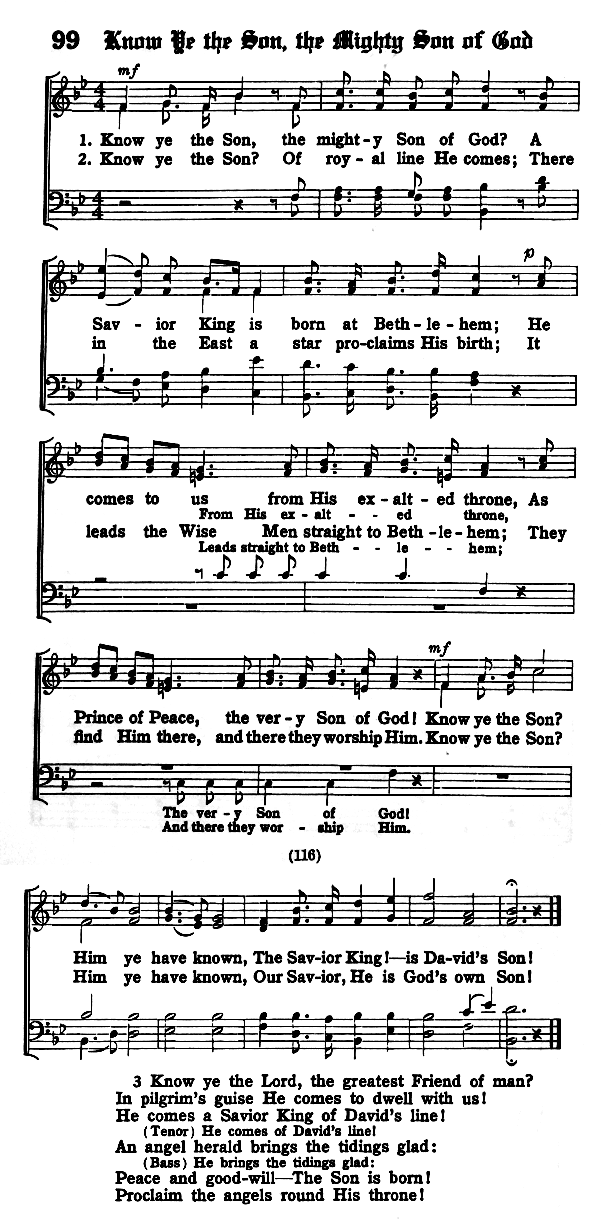 99 Know Ye the Son, the Mighty Son of God
mf
1. Know ye the Son, the might-y Son of God? A
2. Know ye the Son? Of roy-al line He comes; There
p
Sav - ior King is born at Beth-le-hem; He
in the East a star pro-claims His birth; It
comes to us from His ex-alt-ed throne, As
From His ex-alt - - ed throne,
leads the Wise Men straight to Beth-le-hem; They
Leads straight to Beth - - le - - hem;
mf
Prince of Peace, the ver-y Son of God! Know ye the Son?
find Him there, and there they worship Him. Know ye the Son?
The ver-y Son of God!
And there they wor - ship Him.
(116)
Him ye have known, The Sav-ior King!—is Da-vid's Son!
Him ye have known, Our Sav-ior, He is God's own Son!
3 Know ye the Lord, the greatest Friend of man?
In pilgrim's guise He comes to dwell with us!
He comes a Savior King of David's line!
(Tenor) He comes of David's line!
An angel herald brings the tidings glad:
(Bass) He brings the tidings glad:
Peace and good-will—The Son is born!
Proclaim the angels round His throne!